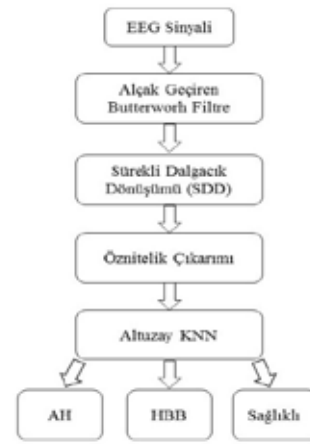 EEG Sinyali
Alçak Geçiren
Butterworh Filtre
Sürekli Dalgacık
Dönüşümü (SDD)
Öznitelik Çıkarımı
Altuzay KNN
AH
HBB
Sağlıklı